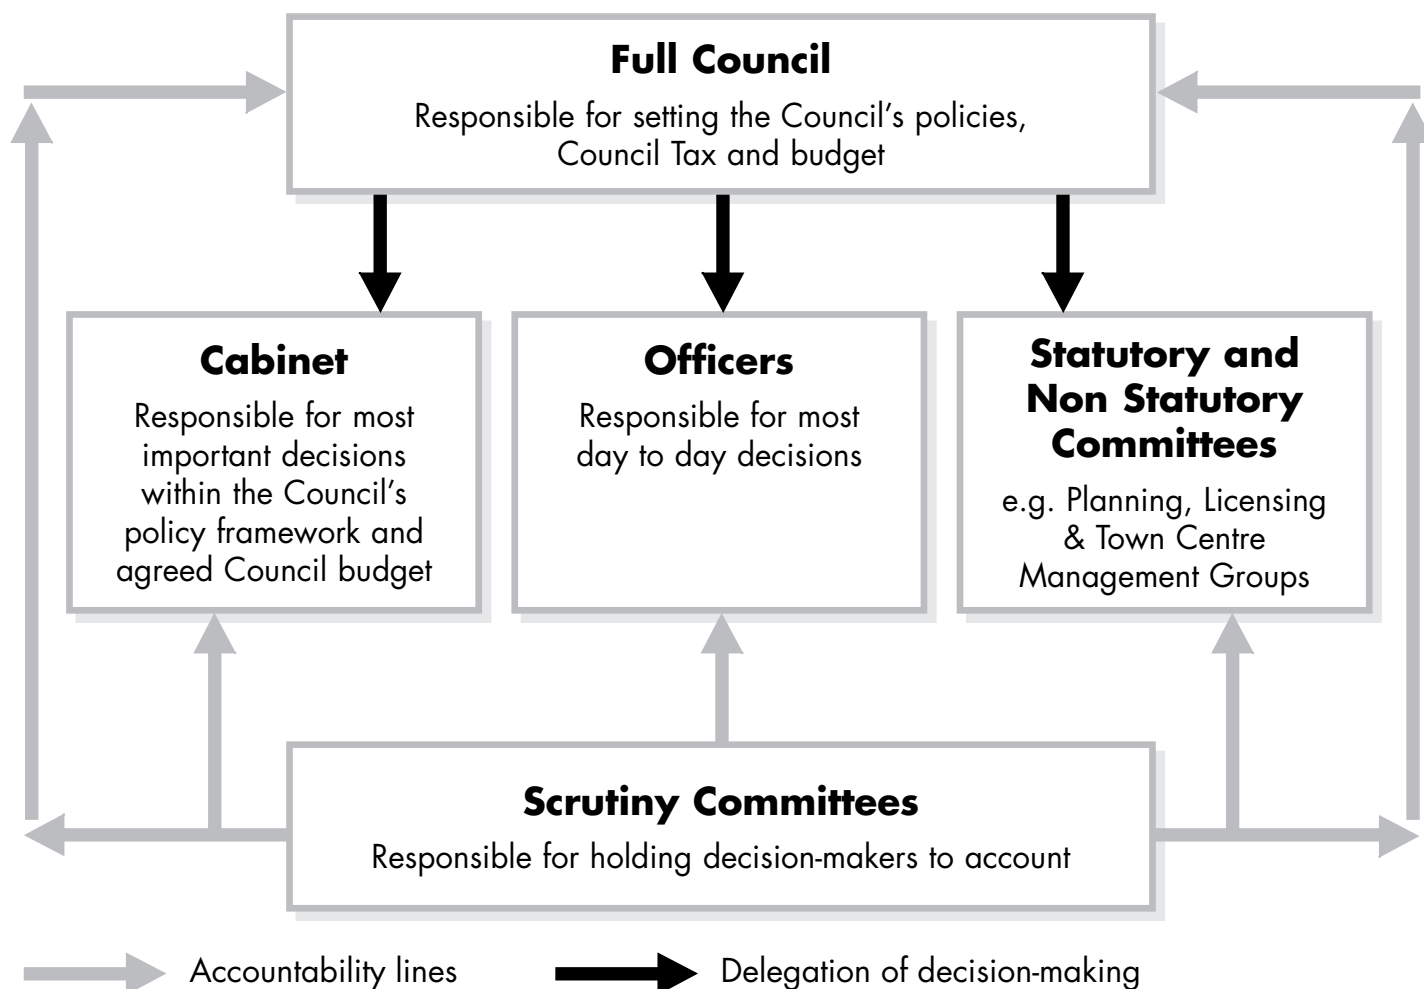 Full Council
Responsible for setting the Council's policies,
Council Tax and budget
Cabinet
Responsible for most
important decisions
within the Council's
policy framework and
agreed Council budget
Officers
Responsible for most
day to day decisions
Statutory and
Non Statutory
Committees
e.g. Planning, Licensing
& Town Centre
Management Groups
Scrutiny Committees
Responsible for holding decision-makers to account
Accountability lines
Delegation of decision-making